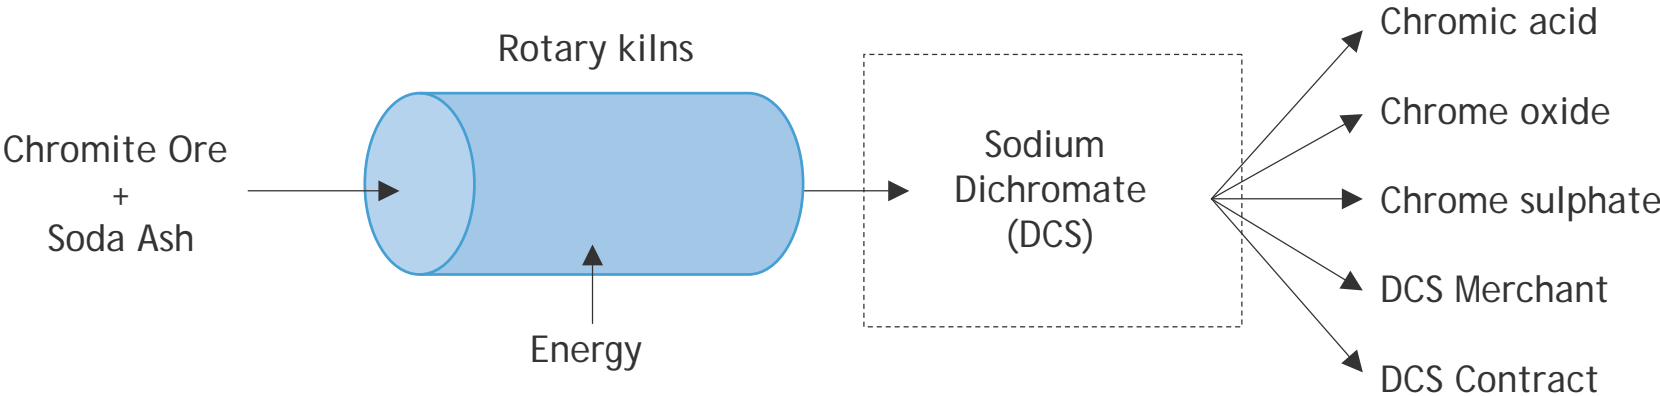 Chromite Ore
+
Soda Ash
Rotary kilns
Energy
Sodium
Dichromate
(DCS)
Chromic acid
Chrome oxide
Chrome sulphate
DCS Merchant
DCS Contract